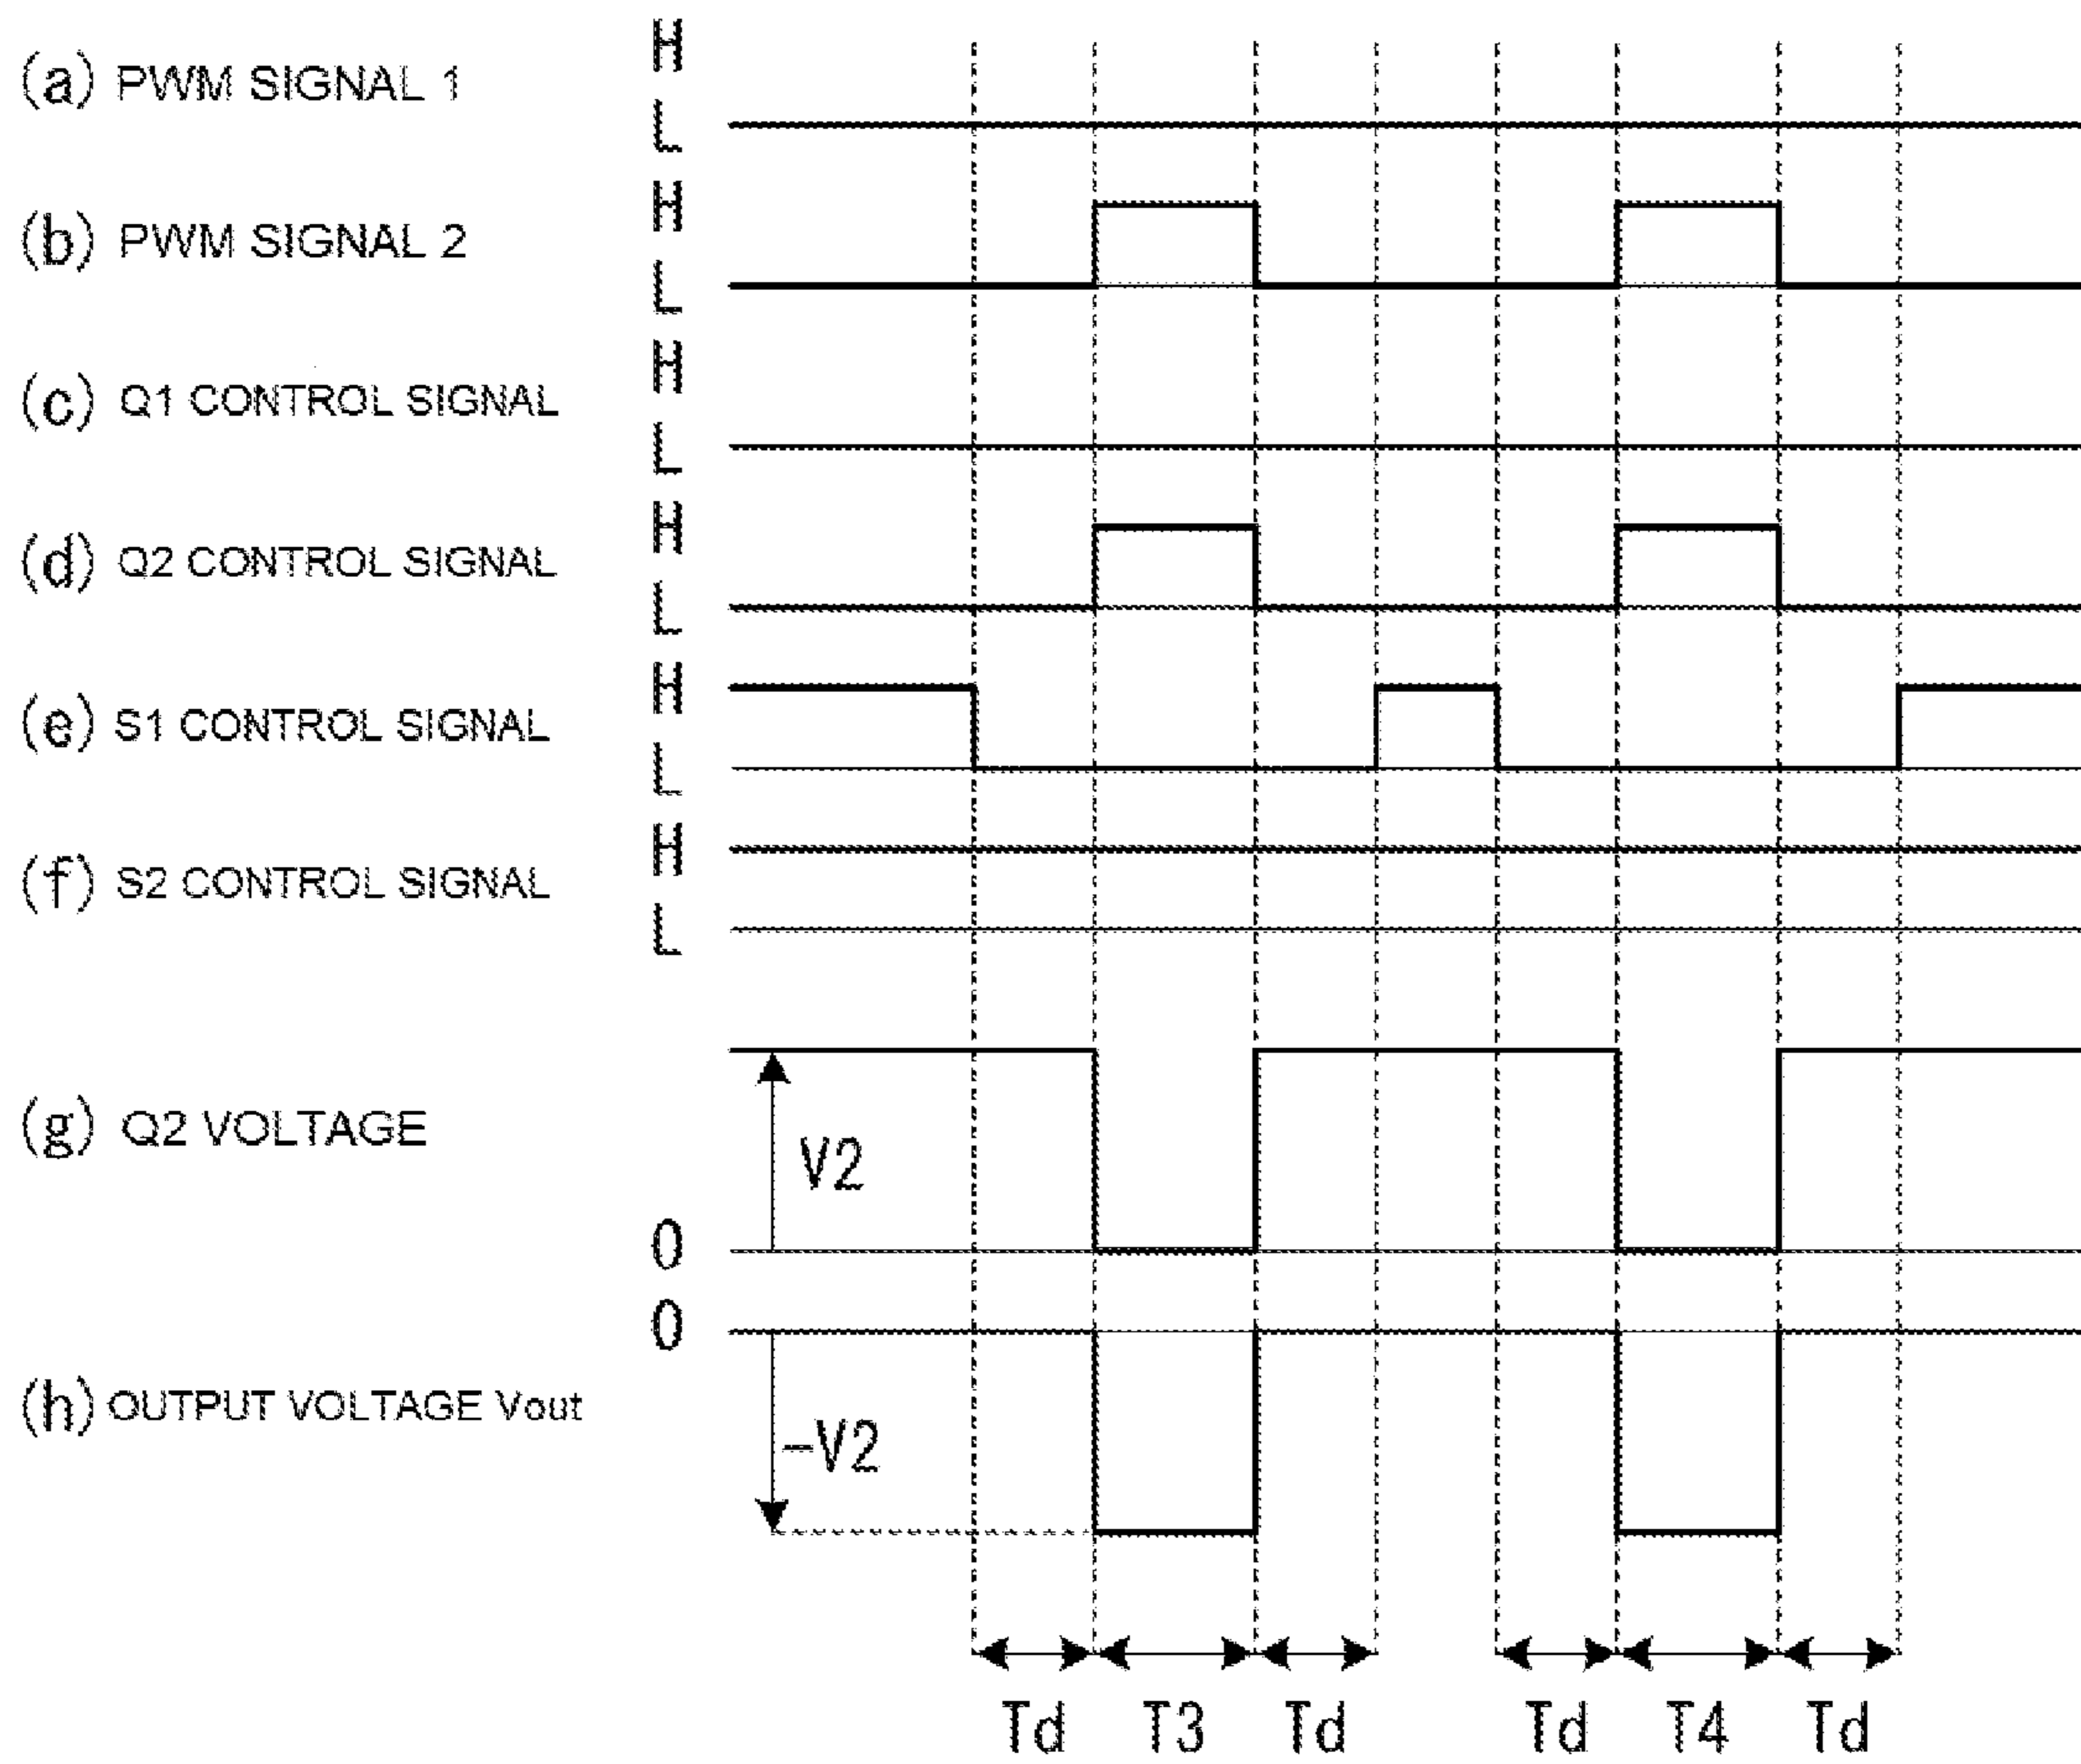 (a) PWM SIGNAL 1
H
L
(b) PWM SIGNAL 2
H
L
(c) Q1 CONTROL SIGNAL
H
L
(d) Q2 CONTROL SIGNAL
H
L
(e) S1 CONTROL SIGNAL
H
L
(f) S2 CONTROL SIGNAL
H
L
(g) Q2 VOLTAGE
V2
0
0
(h) OUTPUT VOLTAGE Vout
-V2
Td T3 Td Td T4 Td